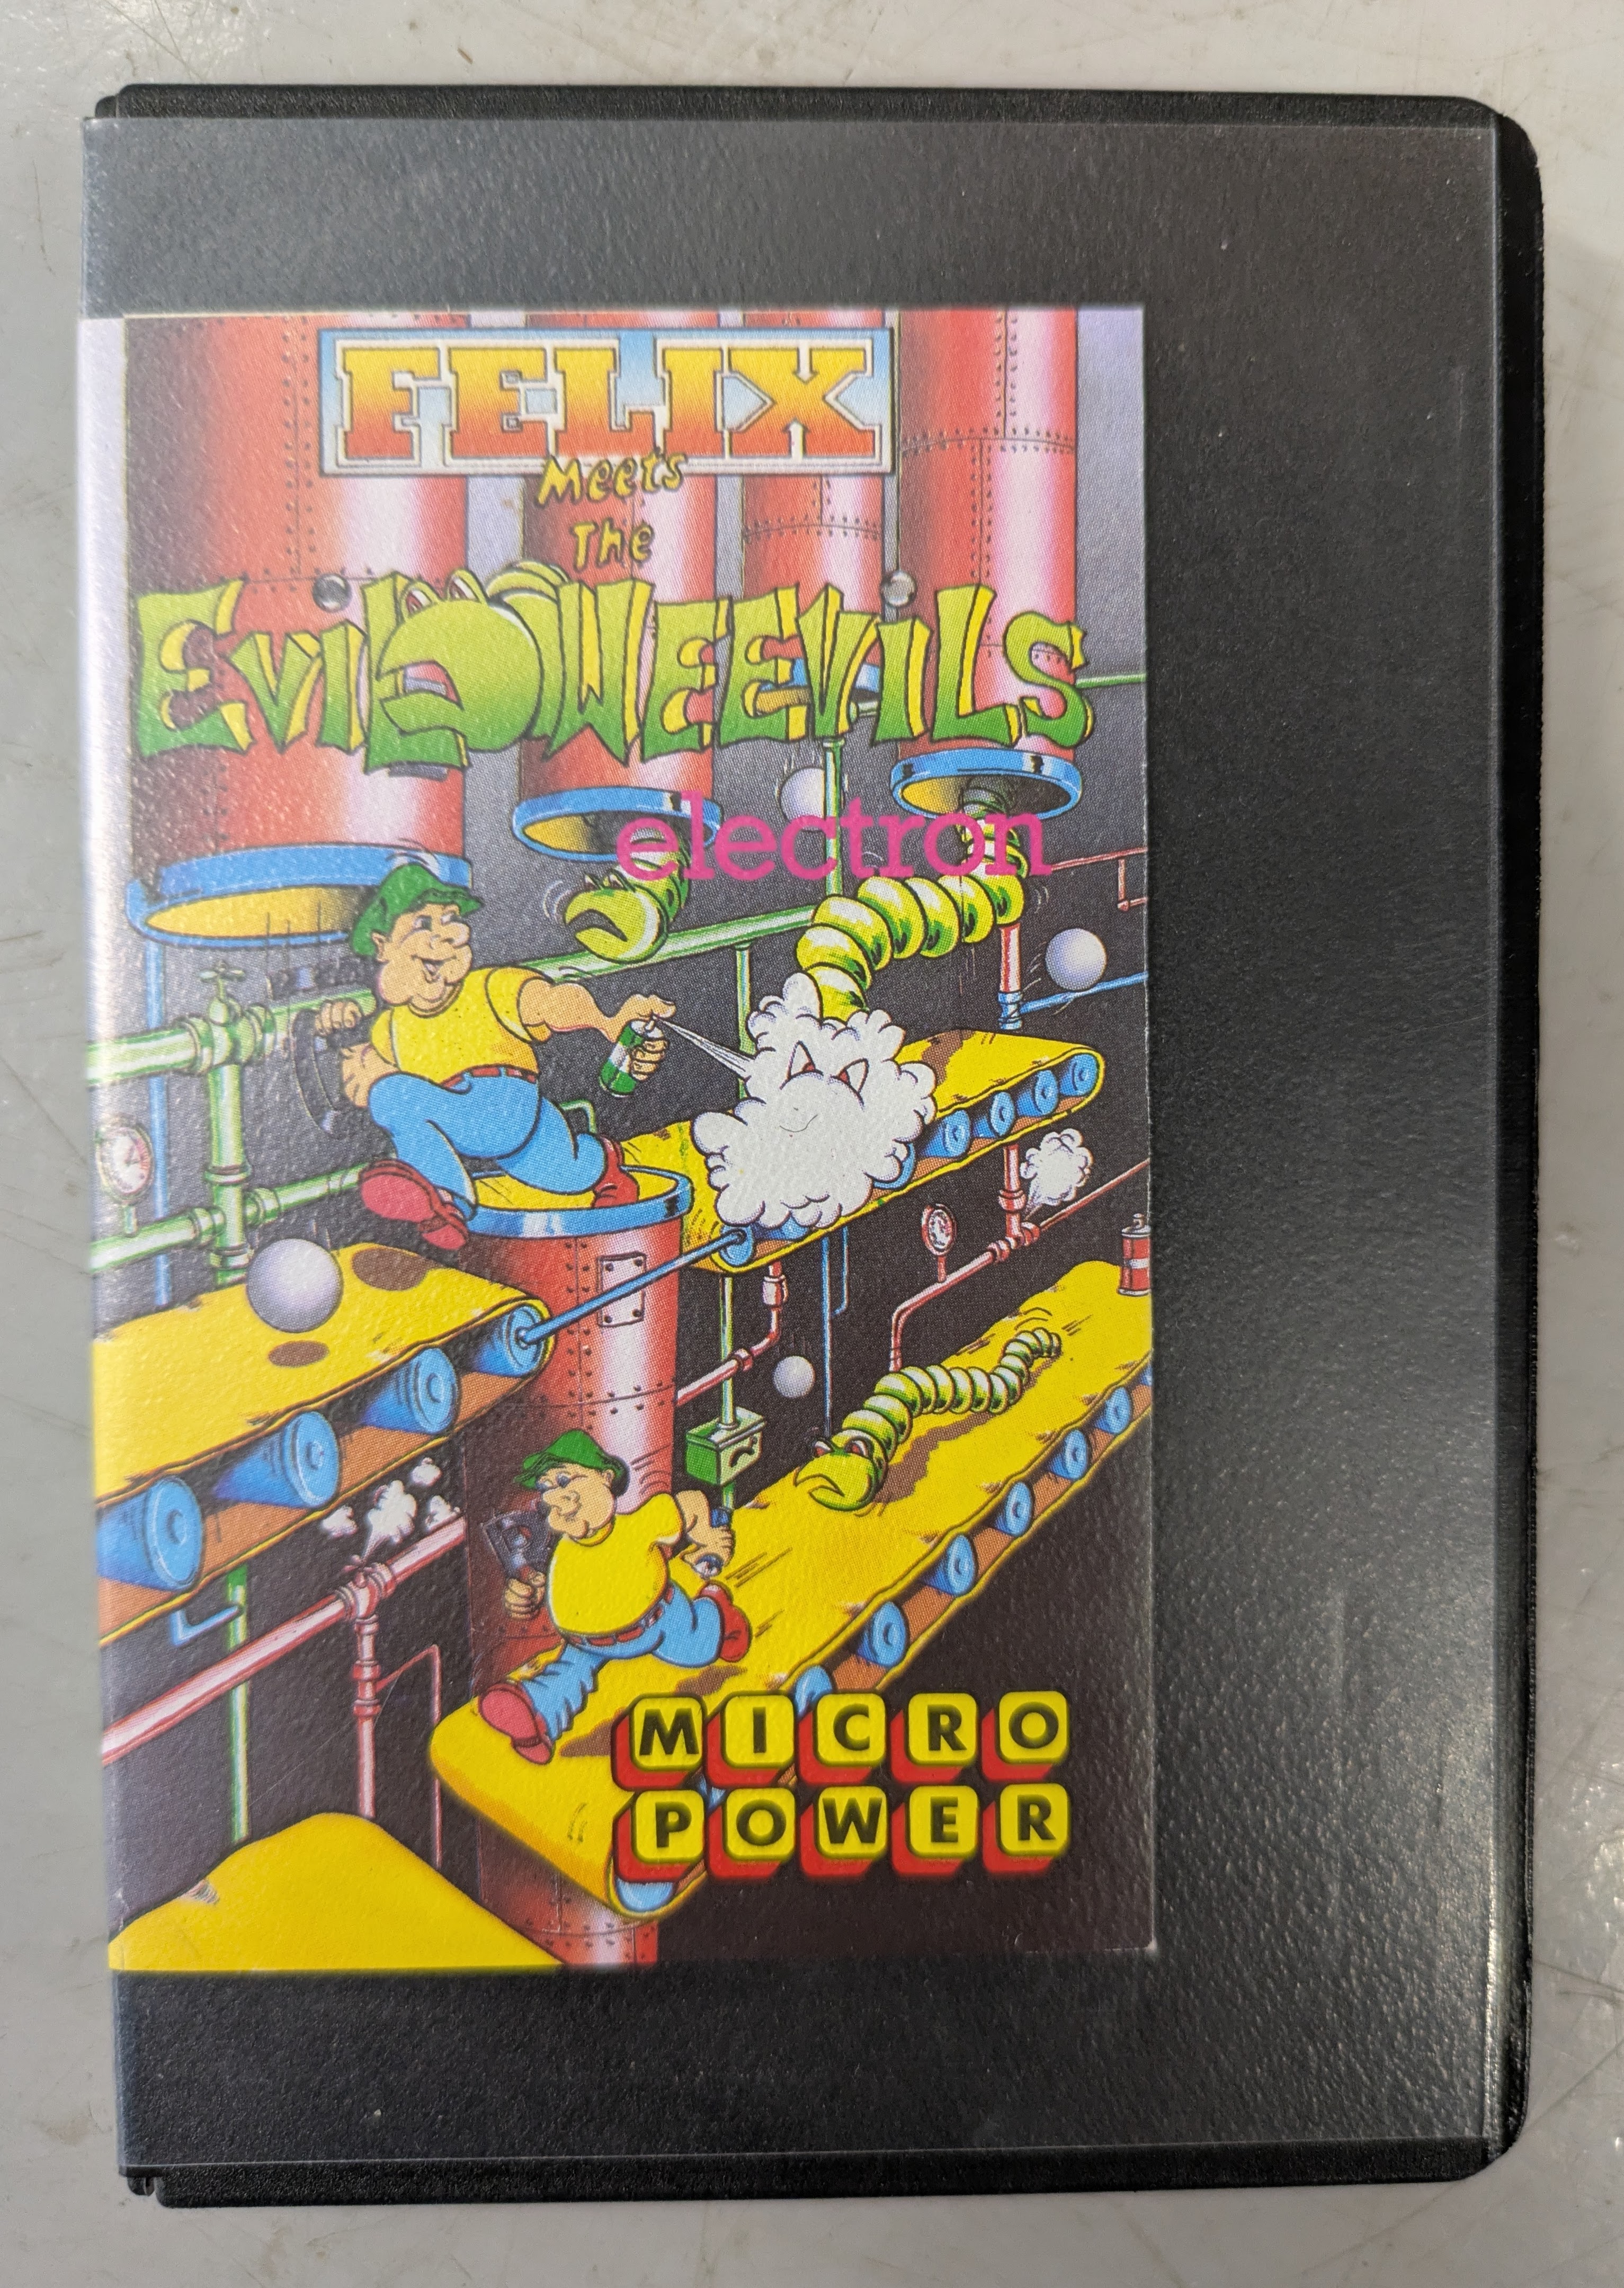 FELIX
Meets
The
EVIL WEEVILS
electron
MICRO
POWER